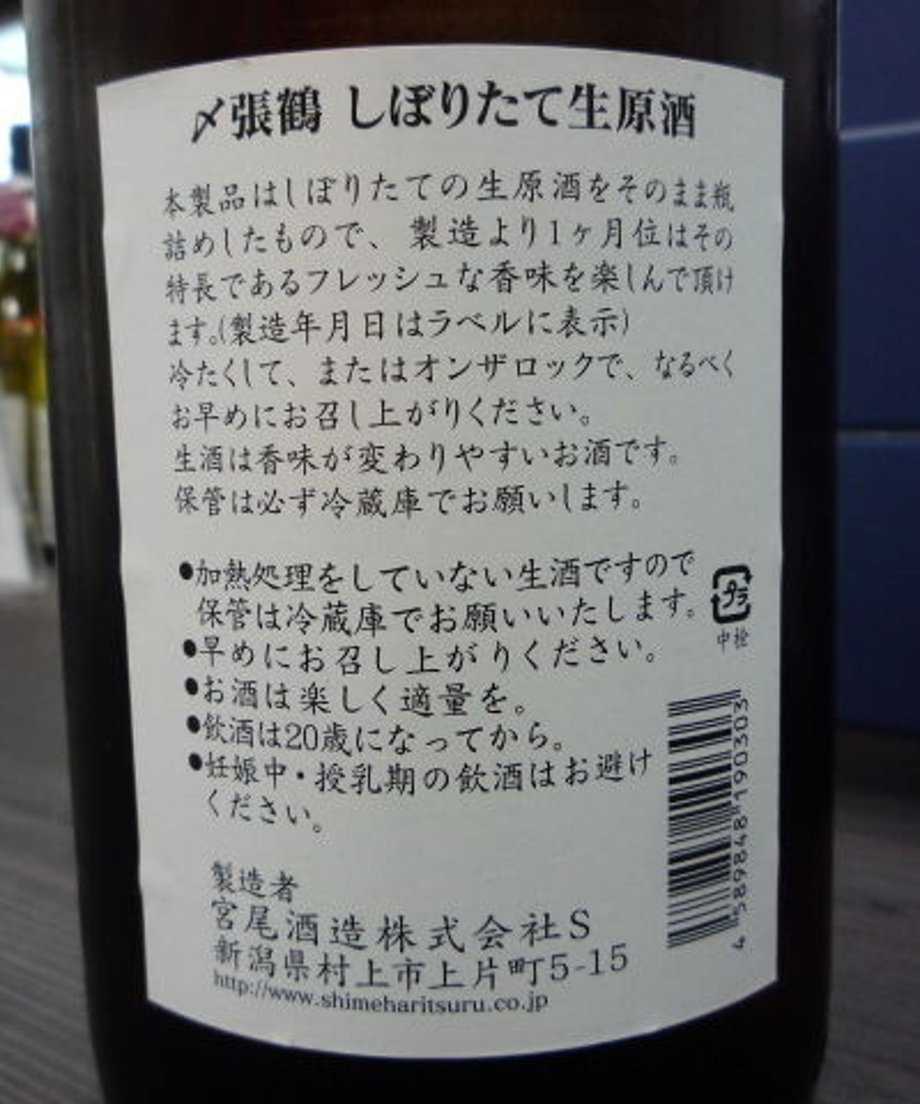 〆張鶴 しぼりたて生原酒
本製品はしぼりたての生原酒をそのまま瓶
詰めしたもので、製造より1ヶ月位はその
特長であるフレッシュな香味を楽しんで頂け
ます。(製造年月日はラベルに表示)
冷たくして、またはオンザロックで、なるべく
お早めにお召し上がりください。
生酒は香味が変わりやすいお酒です。
保管は必ず冷蔵庫でお願いします。
●加熱処理をしていない生酒ですので
保管は冷蔵庫でお願いいたします。
●早めにお召し上がりください。
●お酒は楽しく適量を。
●飲酒は20歳になってから。
●妊娠中・授乳期の飲酒はお避け
ください。
プラ
中栓
4 589848 190303
製造者
宮尾酒造株式会社S
新潟県村上市上片町5-15
http://www.shimeharitsuru.co.jp